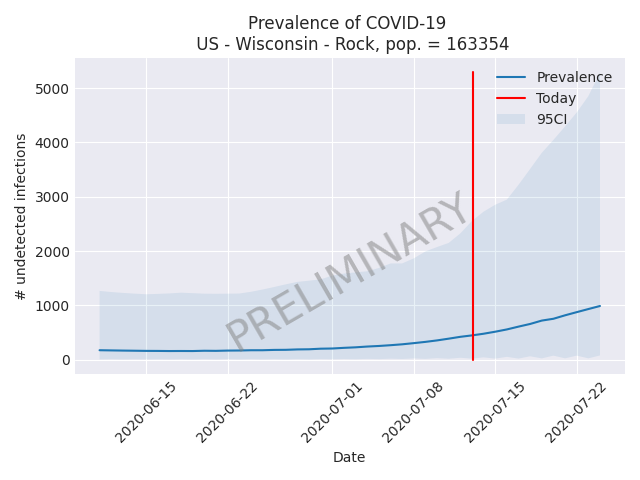 Prevalence of COVID-19
US - Wisconsin - Rock, pop. = 163354
Prevalence
Today
95CI
5000
4000
3000
2000
1000
0
# undetected infections
PRELIMINARY
2020-06-15
2020-06-22
2020-07-01
2020-07-08
2020-07-15
2020-07-22
Date